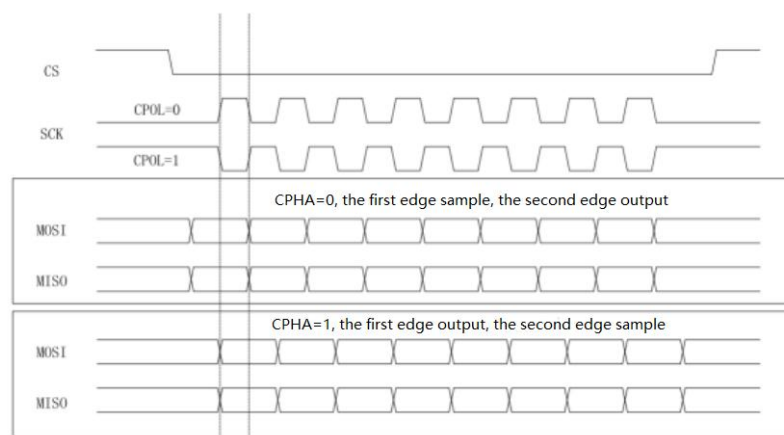 CS
CPOL=0
SCK
CPOL=1
CPHA=0, the first edge sample, the second edge output
MOSI
MISO
CPHA=1, the first edge output, the second edge sample
MOSI
MISO